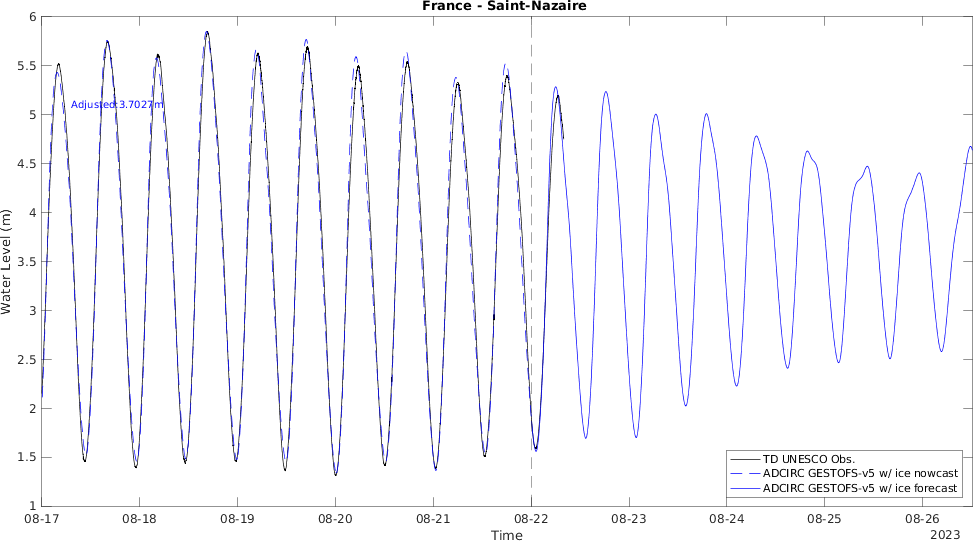 France - Saint-Nazaire
6
5.5
5
4.5
4
3.5
3
2.5
2
1.5
1
Water Level (m)
Adjusted:3.7027m
TD UNESCO Obs.
ADCIRC GESTOFS-v5 w/ ice nowcast
ADCIRC GESTOFS-v5 w/ ice forecast
08-17 08-18 08-19 08-20 08-21 08-22 08-23 08-24 08-25 08-26
Time
2023